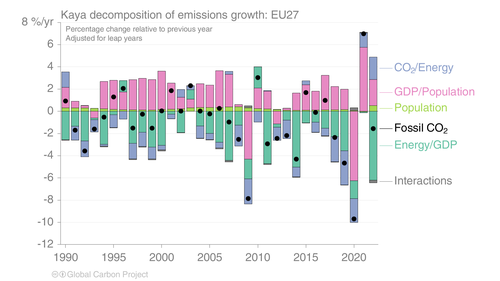 Kaya decomposition of emissions growth: EU27
8 %/yr
Percentage change relative to previous year
Adjusted for leap years
6
4
2
0
-2
-4
-6
-8
-10
-12
CO₂/Energy
GDP/Population
Population
Fossil CO₂
Energy/GDP
Interactions
1990 1995 2000 2005 2010 2015 2020
Global Carbon Project